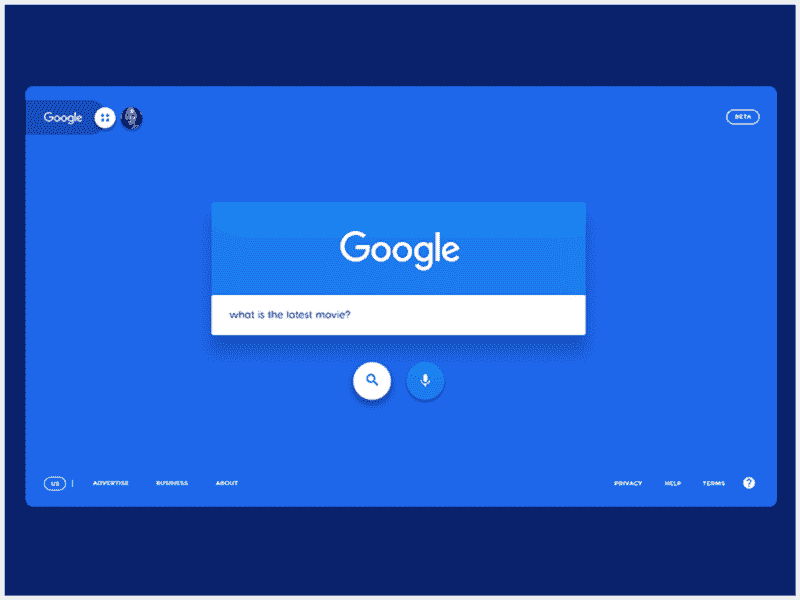 Google
BETA
Google
what is the latest movie?
US | ADVERTISE BUSINESS ABOUT PRIVACY HELP TERMS ?